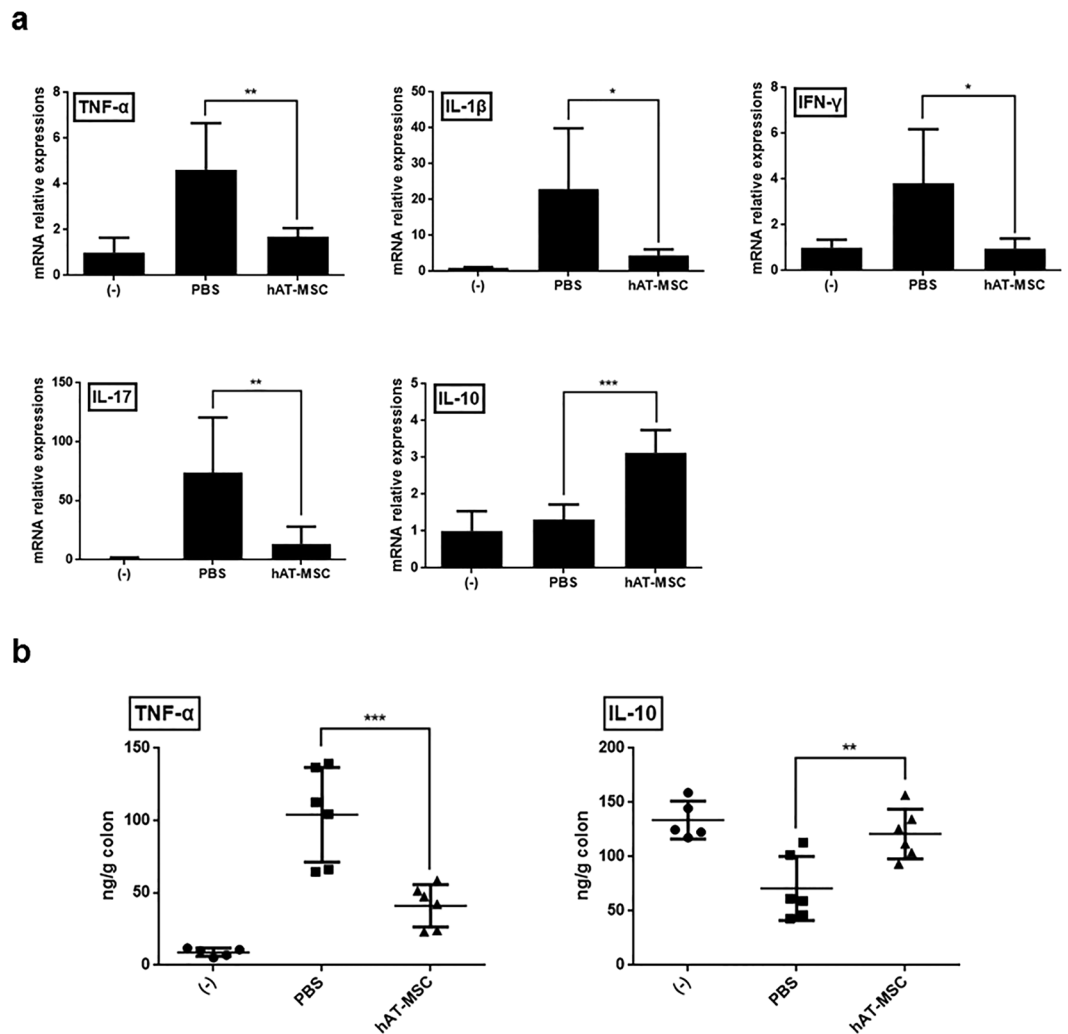 a
TNF-α
mRNA relative expressions
8
6
4
2
0
**
(-)
PBS
hAT-MSC
IL-1β
mRNA relative expressions
50
40
30
20
10
0
*
(-)
PBS
hAT-MSC
IFN-γ
mRNA relative expressions
8
6
4
2
0
*
(-)
PBS
hAT-MSC
IL-17
mRNA relative expressions
150
100
50
0
**
(-)
PBS
hAT-MSC
IL-10
mRNA relative expressions
5
4
3
2
1
0
***
(-)
PBS
hAT-MSC
b
TNF-α
ng/g colon
150
100
50
0
***
(-)
PBS
hAT-MSC
IL-10
ng/g colon
200
150
100
50
0
**
(-)
PBS
hAT-MSC